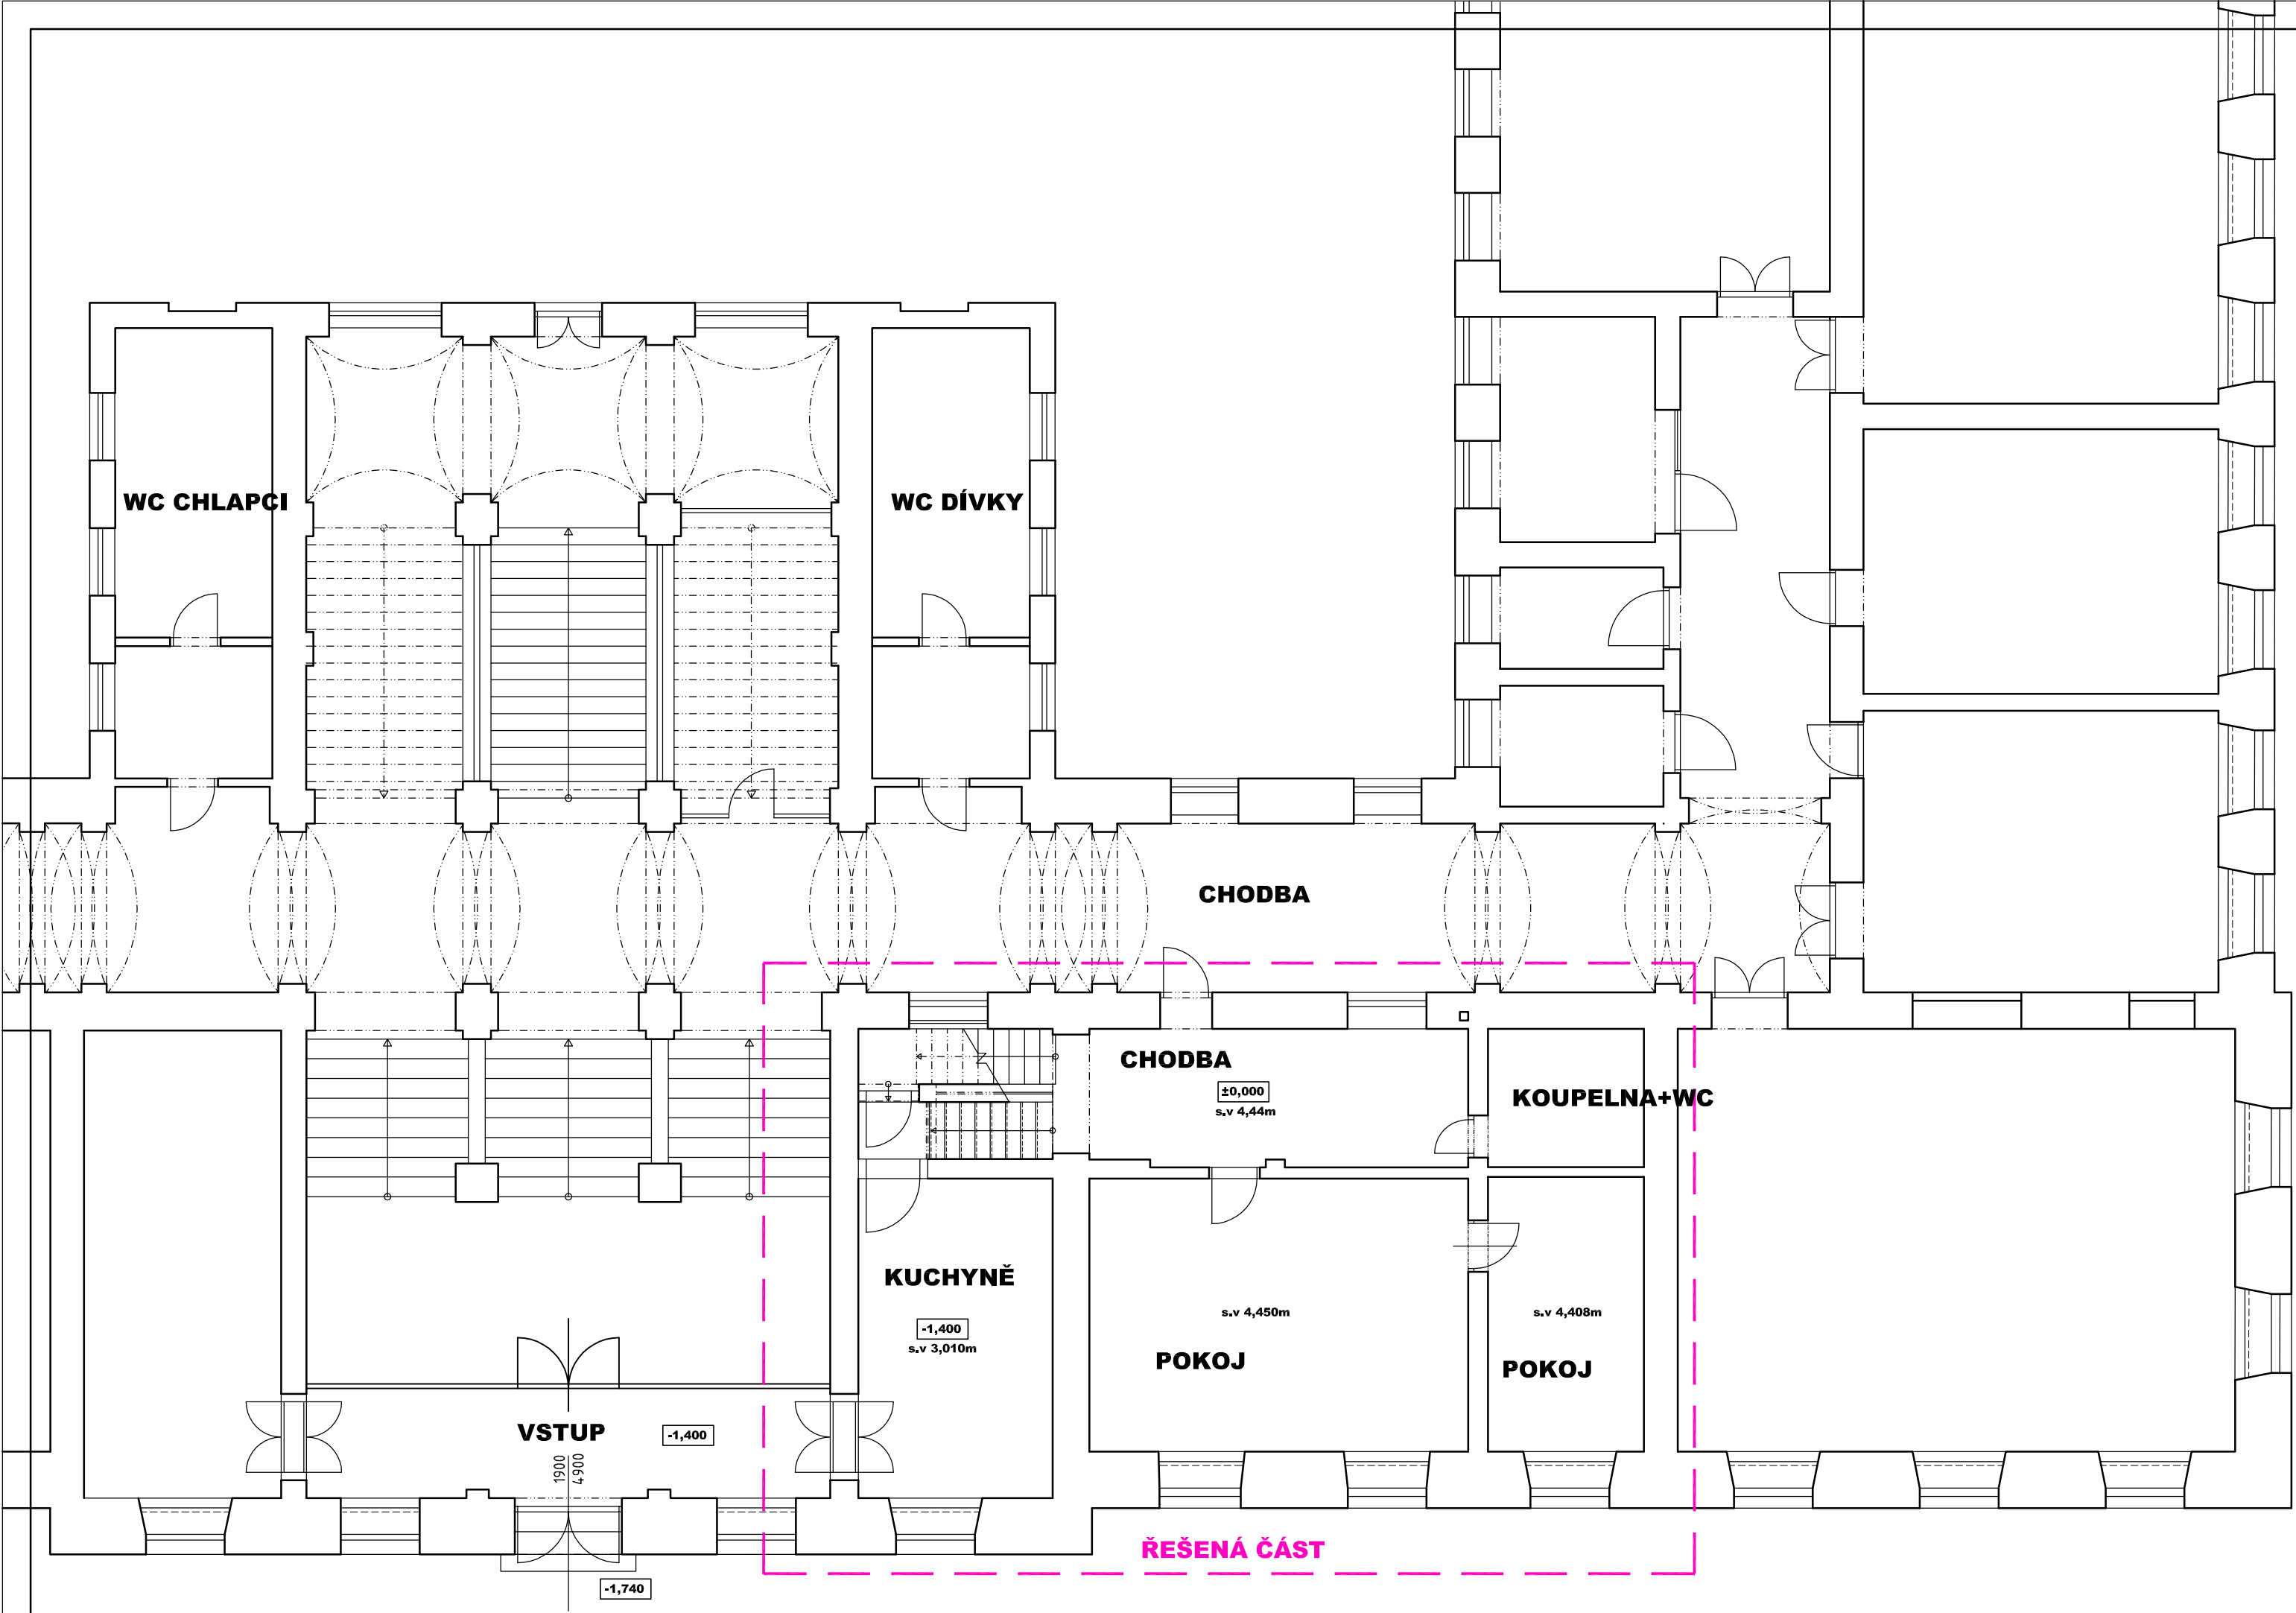 WC CHLAPCI
WC DÍVKY
CHODBA
CHODBA
±0,000
s.v 4,44m
KOUPELNA+WC
KUCHYNĚ
-1,400
s.v 3,010m
s.v 4,450m
POKOJ
s.v 4,408m
POKOJ
VSTUP
-1,400
1900
4900
ŘEŠENÁ ČÁST
-1,740